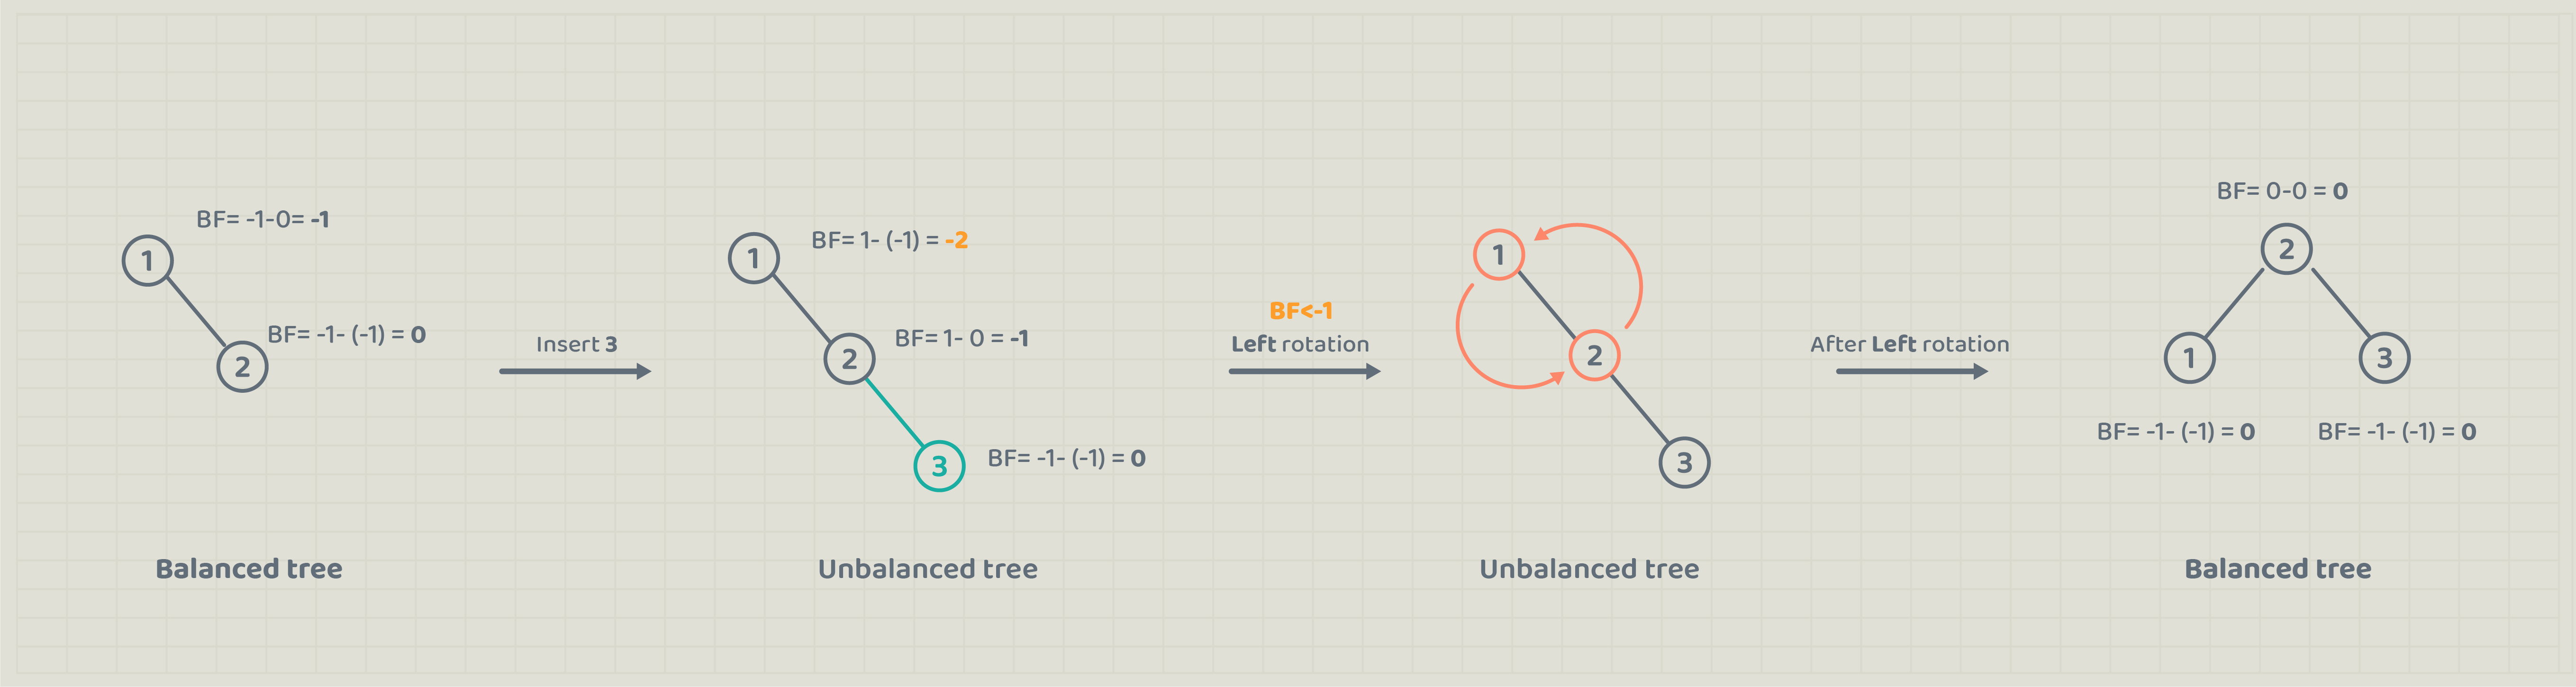 BF= -1-0= -1
1
BF= -1- (-1) = 0
2
Balanced tree
Insert 3
BF= 1- (-1) = -2
1
BF= 1- 0 = -1
2
BF= -1- (-1) = 0
3
Unbalanced tree
BF<-1
Left rotation
1
2
3
Unbalanced tree
After Left rotation
BF= 0-0 = 0
2
1
3
BF= -1- (-1) = 0
BF= -1- (-1) = 0
Balanced tree